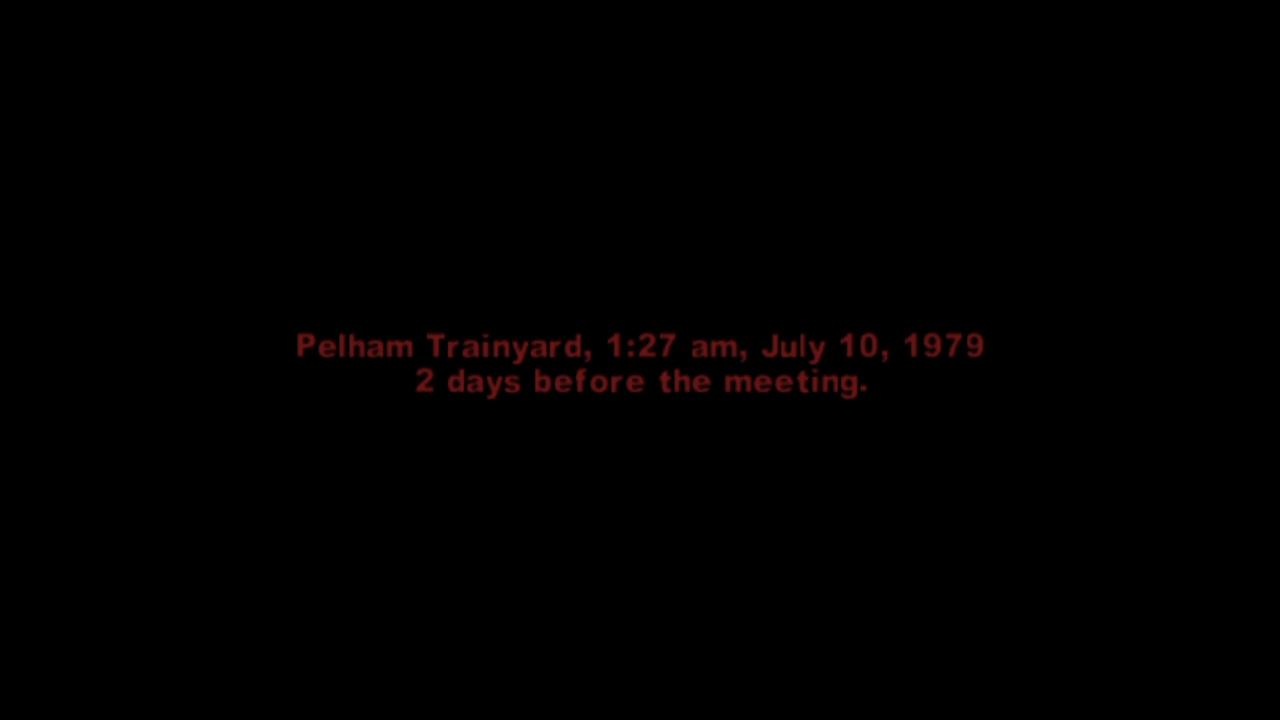 Pelham Trainyard, 1:27 am, July 10, 1979
2 days before the meeting.